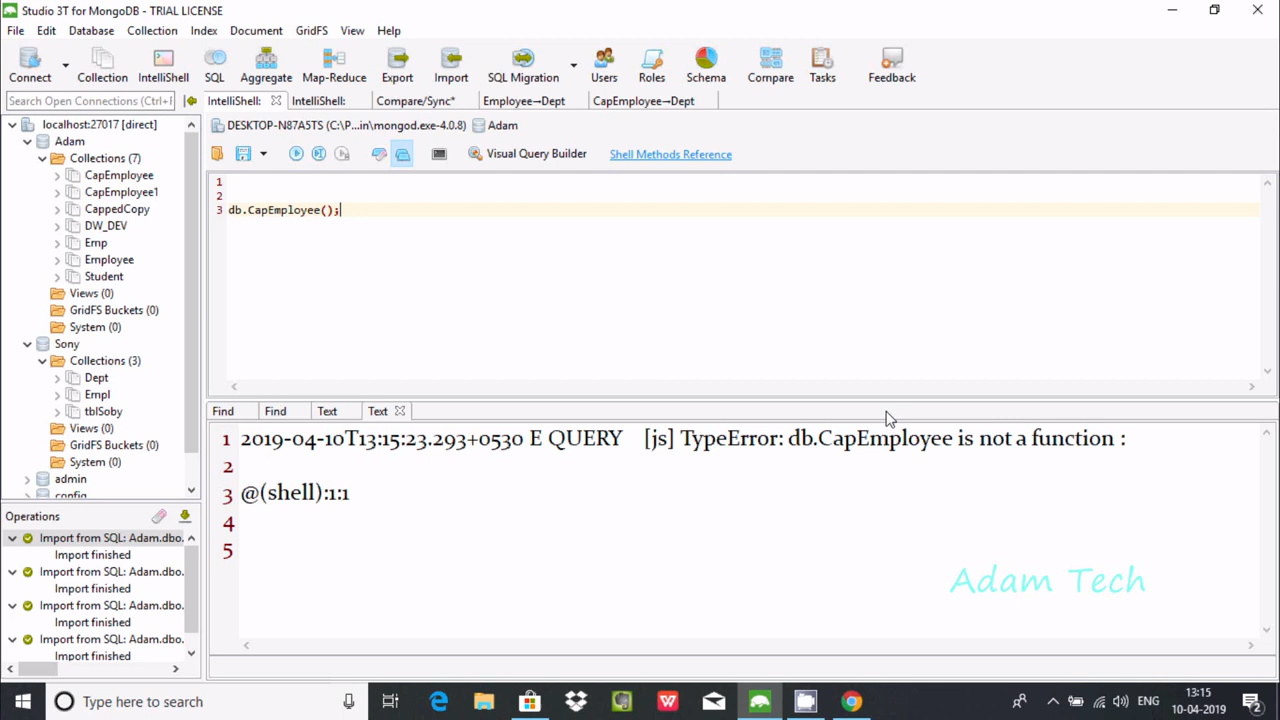 Studio 3T for MongoDB - TRIAL LICENSE
File Edit Database Collection Index Document GridFS View Help
Connect Collection IntelliShell SQL Aggregate Map-Reduce Export Import SQL Migration Users Roles Schema Compare Tasks Feedback
Search Open Connections (Ctrl+F
IntelliShell: IntelliShell: Compare/Sync* Employee→Dept CapEmployee→Dept
localhost:27017 [direct]
Adam
Collections (7)
CapEmployee
CapEmployee1
CappedCopy
DW_DEV
Emp
Employee
Student
Views (0)
GridFS Buckets (0)
System (0)
Sony
Collections (3)
Dept
Empl
tblSoby
Views (0)
GridFS Buckets (0)
System (0)
admin
config
Operations
Import from SQL: Adam.dbo.
Import finished
Import from SQL: Adam.dbo.
Import finished
Import from SQL: Adam.dbo.
Import finished
Import from SQL: Adam.dbo.
Import finished
DESKTOP-N87A5TS (C:\P...in\mongod.exe-4.0.8) Adam
Visual Query Builder Shell Methods Reference
1
2
3 db.CapEmployee();
Find Find Text Text
1 2019-04-10T13:15:23.293+0530 E QUERY [js] TypeError: db.CapEmployee is not a function :
2
3 @(shell):1:1
4
5
Adam Tech
Type here to search
ENG
13:15
10-04-2019
2